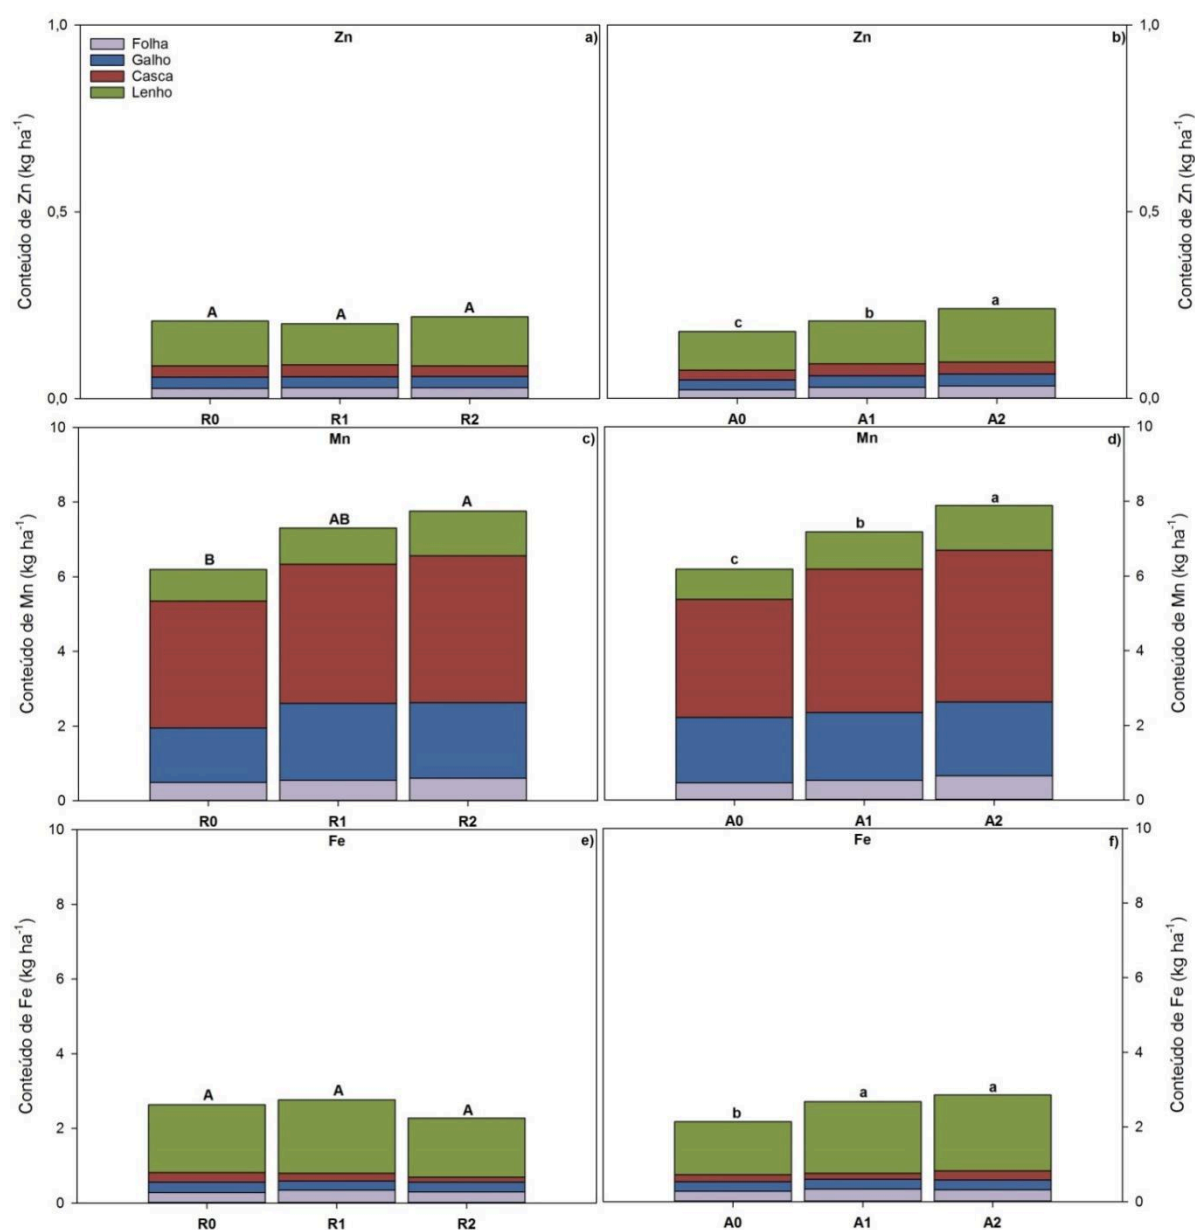 Zn a)
Folha
Galho
Casca
Lenho
Conteúdo de Zn (kg ha⁻¹)
1,0
0,5
0,0
A A A
R0 R1 R2
Zn b)
Conteúdo de Zn (kg ha⁻¹)
1,0
0,5
0,0
c b a
A0 A1 A2
Mn c)
Conteúdo de Mn (kg ha⁻¹)
10
8
6
4
2
0
B AB A
R0 R1 R2
Mn d)
Conteúdo de Mn (kg ha⁻¹)
10
8
6
4
2
0
c b a
A0 A1 A2
Fe e)
Conteúdo de Fe (kg ha⁻¹)
10
8
6
4
2
0
A A A
R0 R1 R2
Fe f)
Conteúdo de Fe (kg ha⁻¹)
10
8
6
4
2
0
b a a
A0 A1 A2